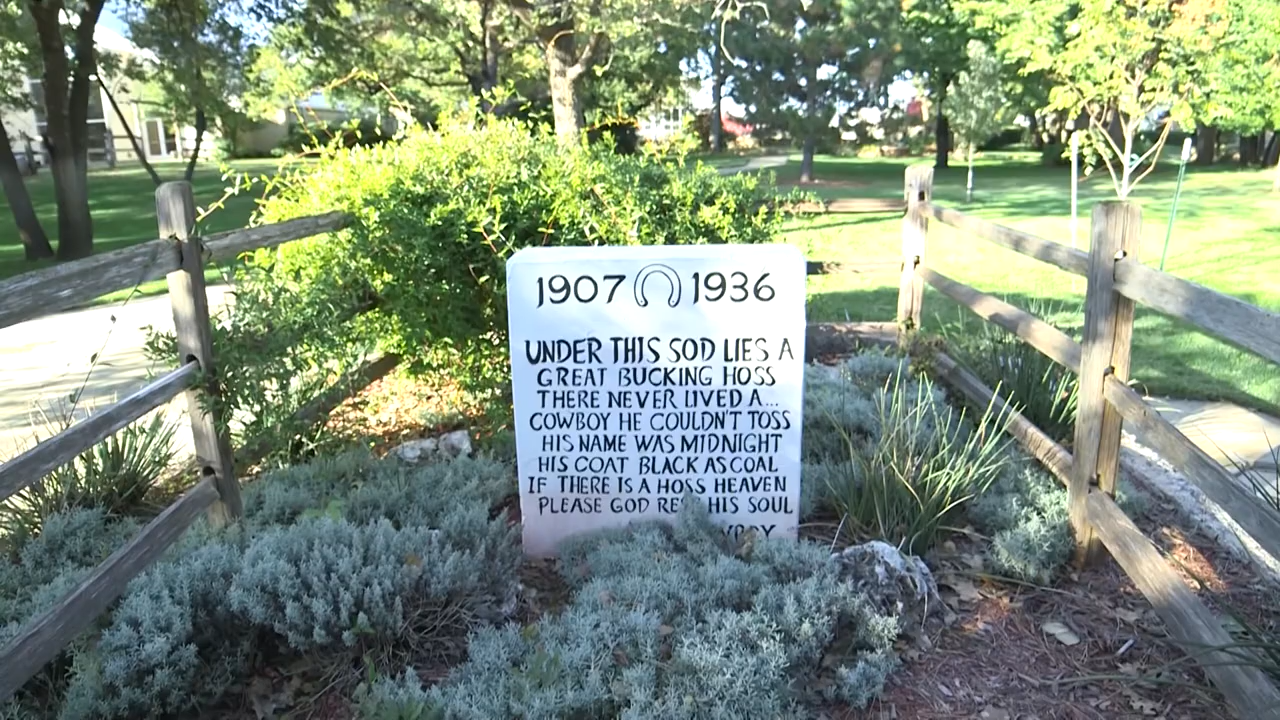 1907 1936
UNDER THIS SOD LIES A
GREAT BUCKING HOSS
THERE NEVER LIVED A...
COWBOY HE COULDN'T TOSS
HIS NAME WAS MIDNIGHT
HIS COAT BLACK AS COAL
IF THERE IS A HOSS HEAVEN
PLEASE GOD REST HIS SOUL